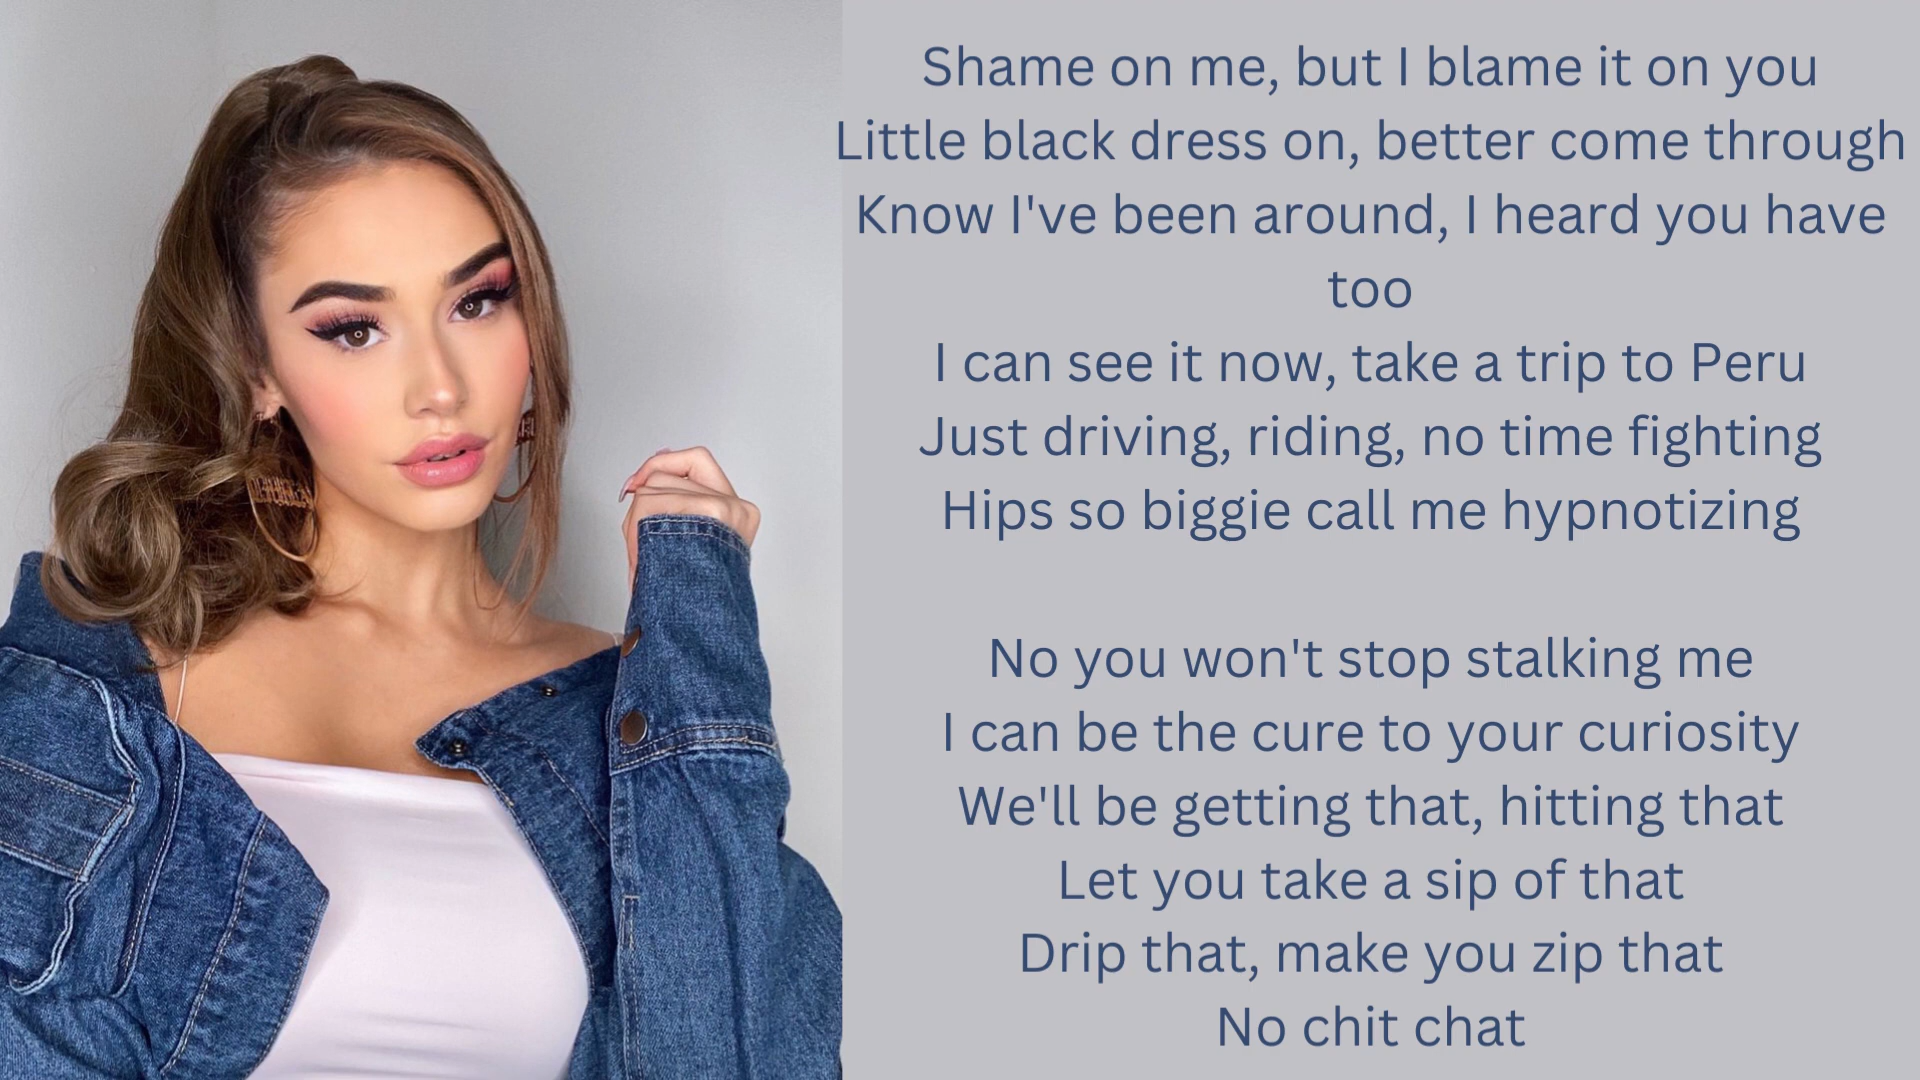 Shame on me, but I blame it on you
Little black dress on, better come through
Know I've been around, I heard you have
too
I can see it now, take a trip to Peru
Just driving, riding, no time fighting
Hips so biggie call me hypnotizing
No you won't stop stalking me
I can be the cure to your curiosity
We'll be getting that, hitting that
Let you take a sip of that
Drip that, make you zip that
No chit chat